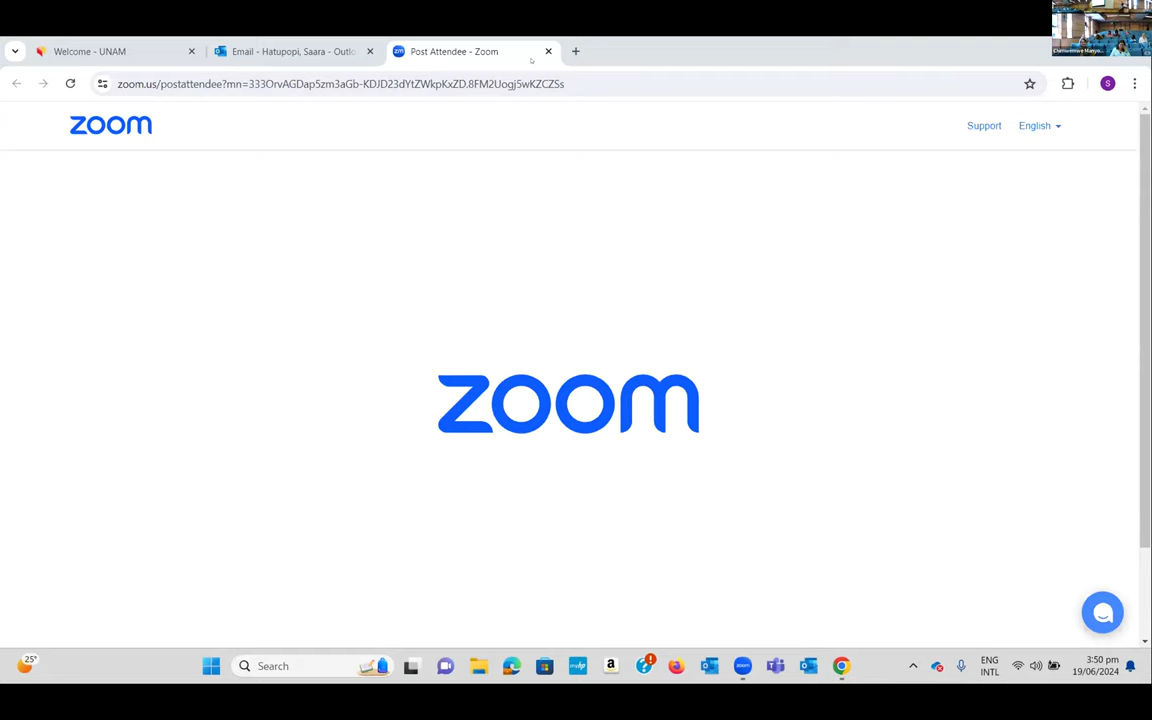 Welcome - UNAM
Email - Hatupopi, Saara - Outlo
Post Attendee - Zoom
zoom.us/postattendee?mn=333OrvAGDap5zm3aGb-KDJD23dYtZWkpKxZD.8FM2Uogj5wKZCZSs
S
zoom
Support
English
zoom
25°
Search
ENG
INTL
3:50 pm
19/06/2024